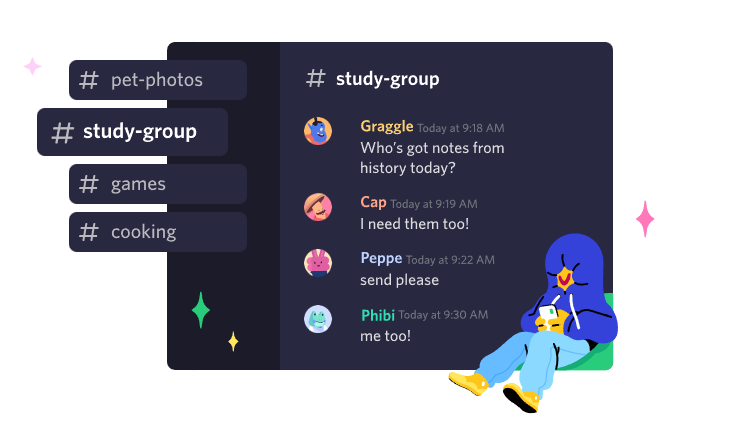 # pet-photos
# study-group
# games
# cooking
# study-group
Graggle Today at 9:18 AM
Who's got notes from
history today?
Cap Today at 9:19 AM
I need them too!
Peppe Today at 9:22 AM
send please
Phibi Today at 9:30 AM
me too!